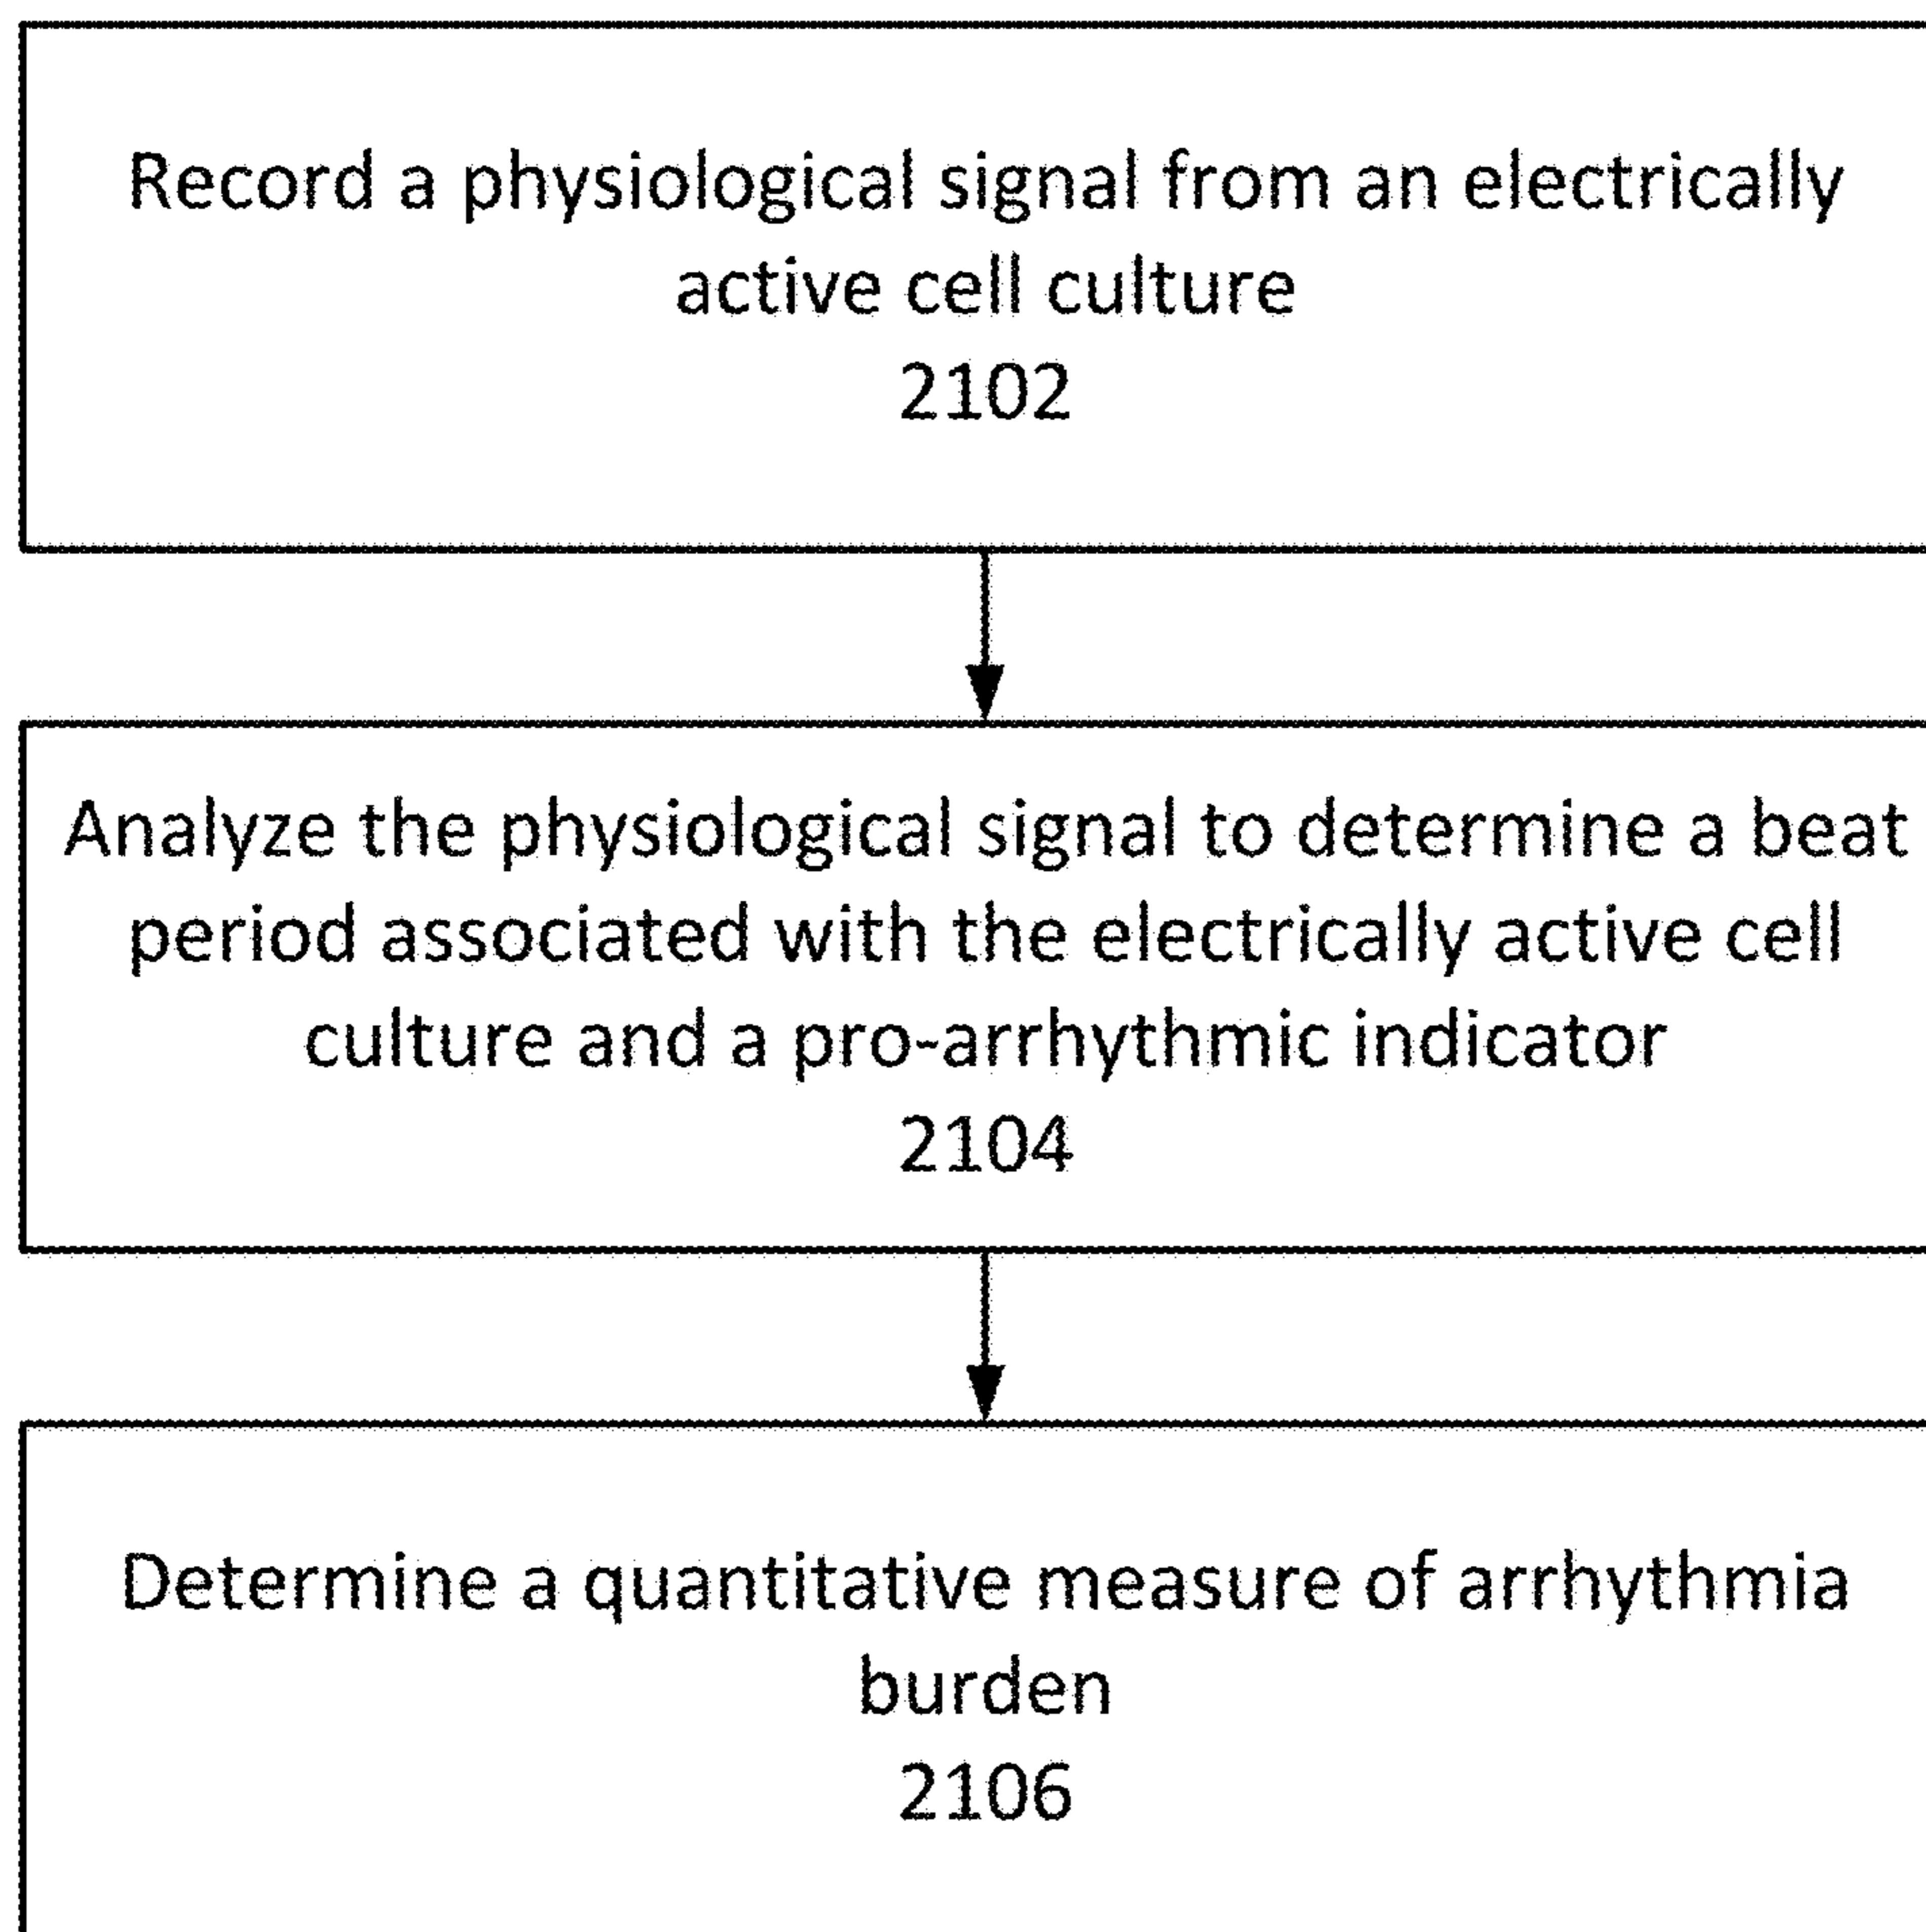 Record a physiological signal from an electrically
active cell culture
2102
Analyze the physiological signal to determine a beat
period associated with the electrically active cell
culture and a pro-arrhythmic indicator
2104
Determine a quantitative measure of arrhythmia
burden
2106